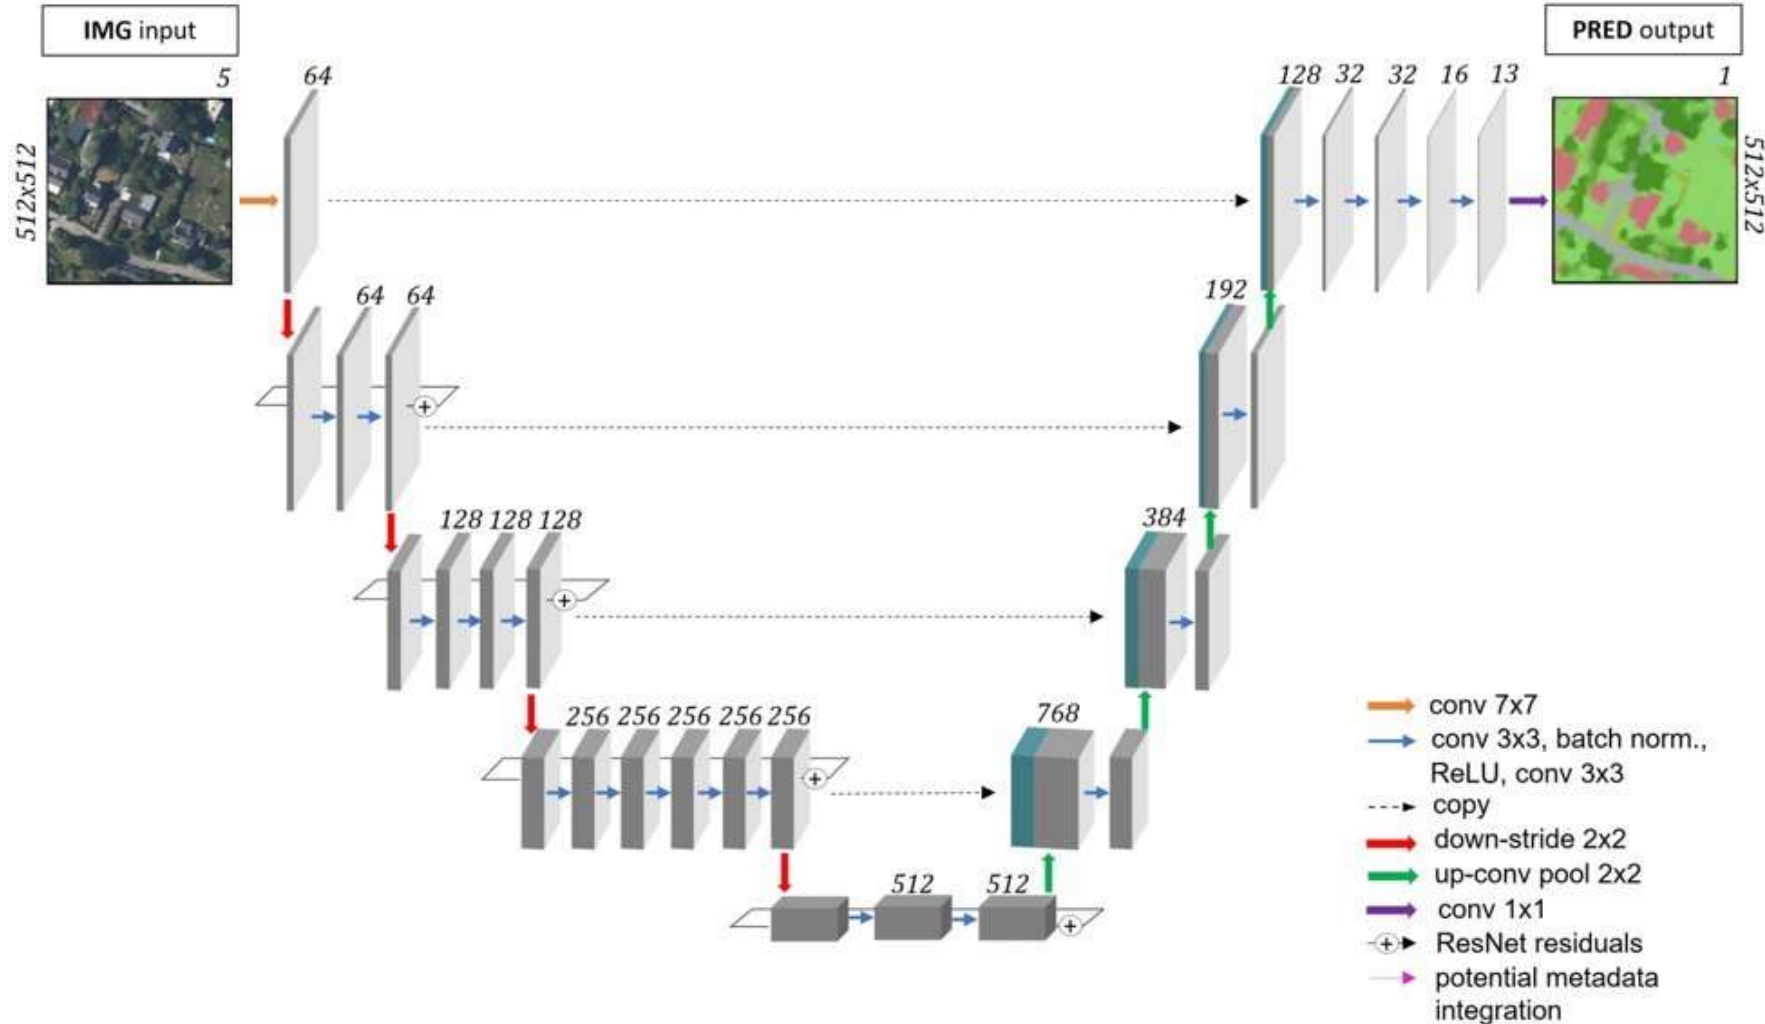 IMG input
PRED output
5
64
128 32 32 16 13
1
512x512
512x512
64 64
192
128 128 128
384
256 256 256 256 256
768
512 512
conv 7x7
conv 3x3, batch norm.,
ReLU, conv 3x3
copy
down-stride 2x2
up-conv pool 2x2
conv 1x1
ResNet residuals
potential metadata
integration